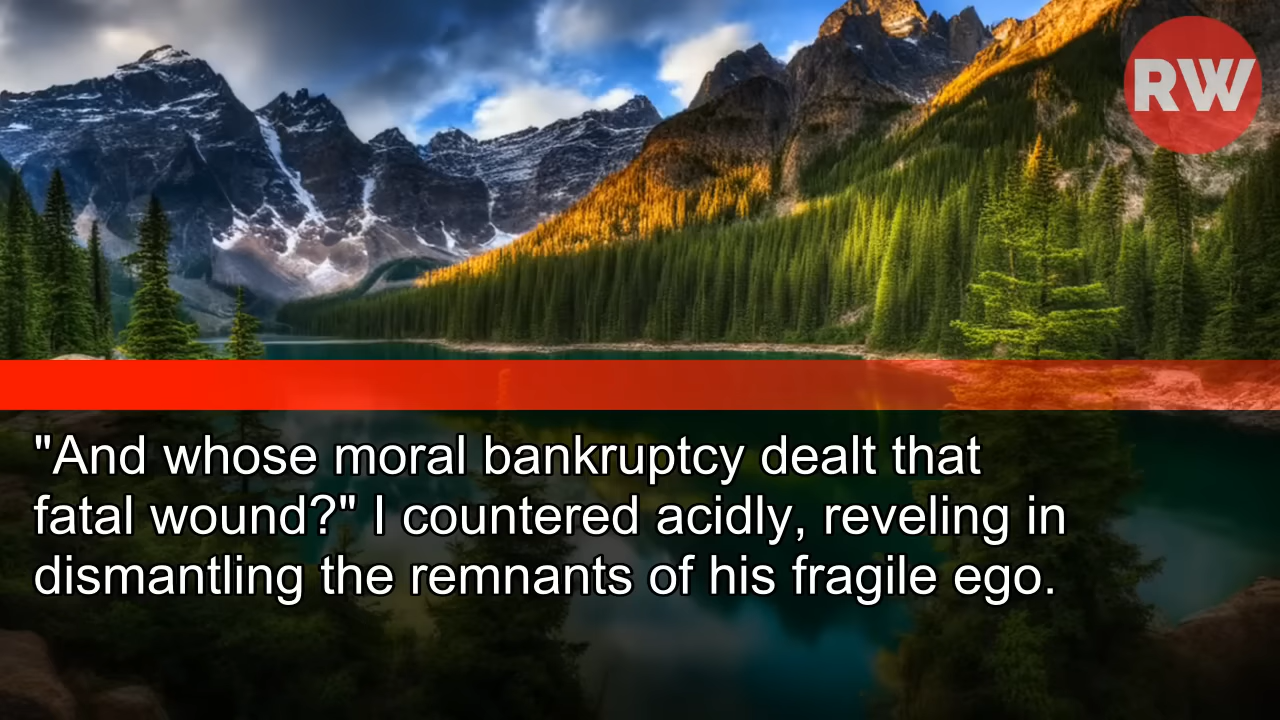 RW
"And whose moral bankruptcy dealt that
fatal wound?" I countered acidly, reveling in
dismantling the remnants of his fragile ego.